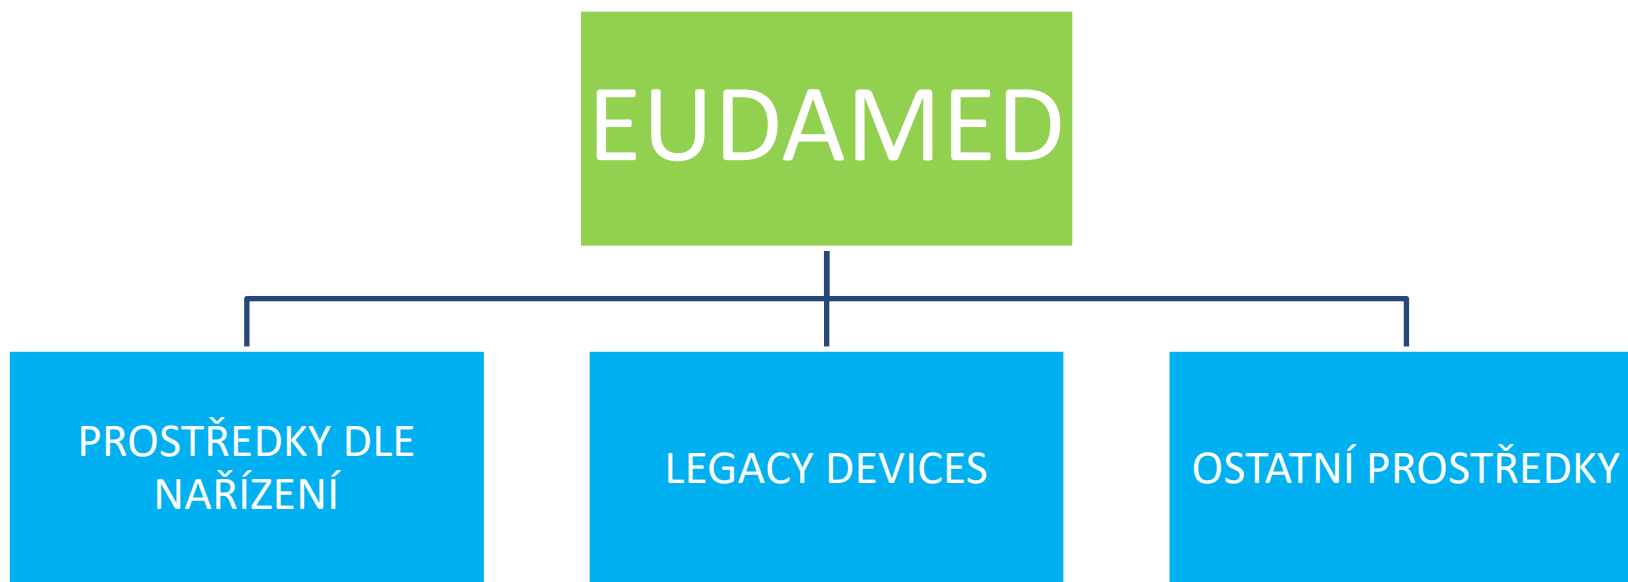 EUDAMED
PROSTŘEDKY DLE
NAŘÍZENÍ
LEGACY DEVICES
OSTATNÍ PROSTŘEDKY